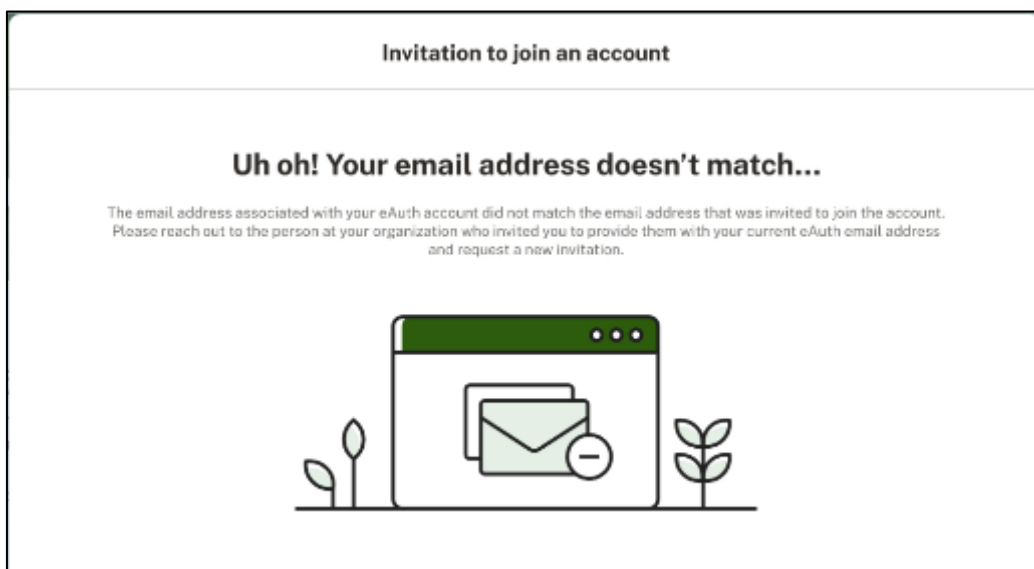 Invitation to join an account
Uh oh! Your email address doesn't match...
The email address associated with your eAuth account did not match the email address that was invited to join the account.
Please reach out to the person at your organization who invited you to provide them with your current eAuth email address
and request a new invitation.